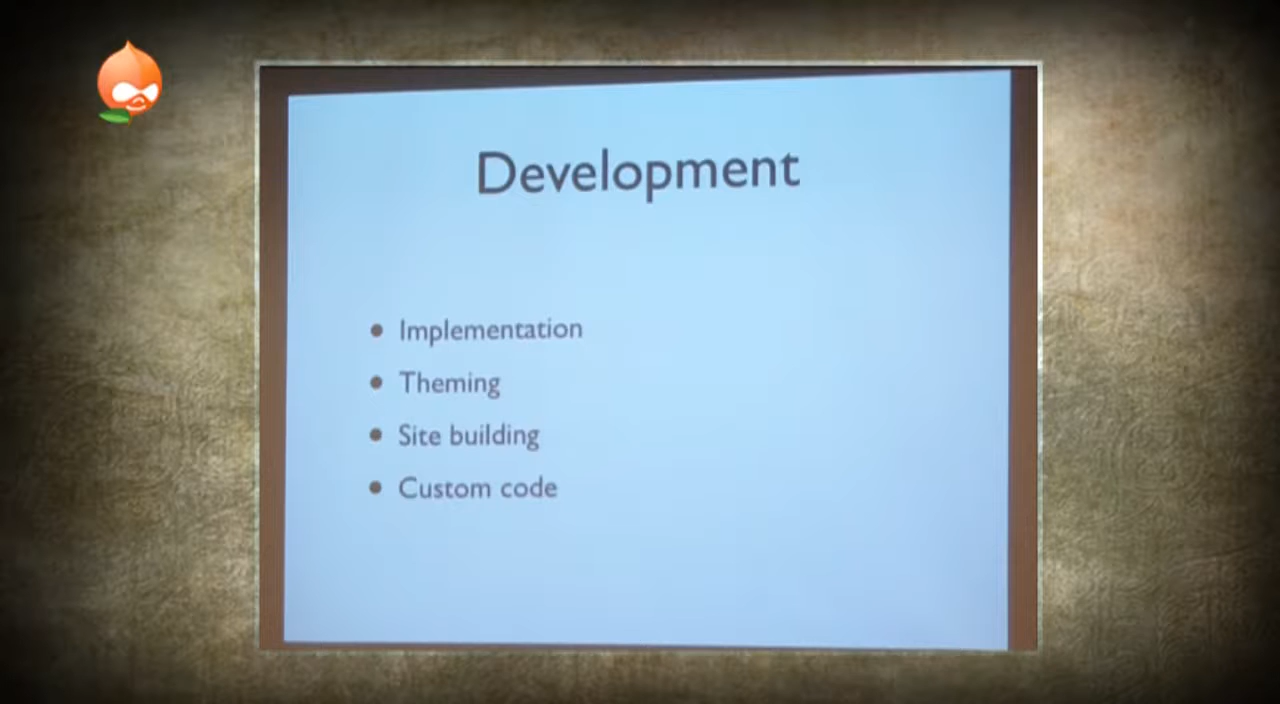 Development
• Implementation
• Theming
• Site building
• Custom code